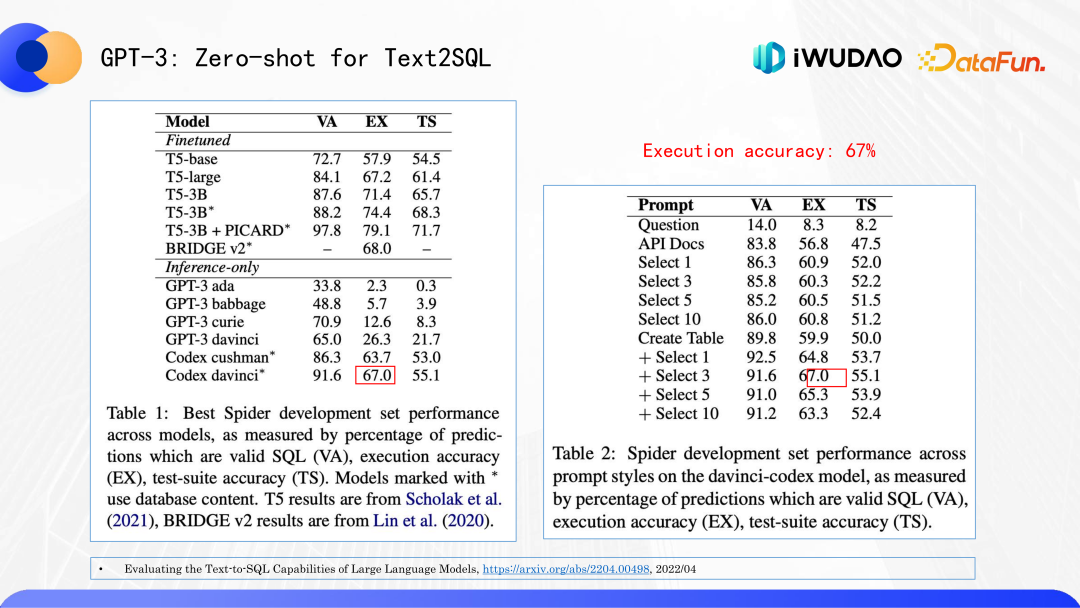 GPT-3: Zero-shot for Text2SQL
iWUDAO
DataFun.
Model VA EX TS
Finetuned
T5-base 72.7 57.9 54.5
T5-large 84.1 67.2 61.4
T5-3B 87.6 71.4 65.7
T5-3B* 88.2 74.4 68.3
T5-3B + PICARD* 97.8 79.1 71.7
BRIDGE v2* – 68.0 –
Inference-only
GPT-3 ada 33.8 2.3 0.3
GPT-3 babbage 48.8 5.7 3.9
GPT-3 curie 70.9 12.6 8.3
GPT-3 davinci 65.0 26.3 21.7
Codex cushman* 86.3 63.7 53.0
Codex davinci* 91.6 67.0 55.1
Table 1: Best Spider development set performance
across models, as measured by percentage of predic-
tions which are valid SQL (VA), execution accuracy
(EX), test-suite accuracy (TS). Models marked with *
use database content. T5 results are from Scholak et al.
(2021), BRIDGE v2 results are from Lin et al. (2020).
Execution accuracy: 67%
Prompt VA EX TS
Question 14.0 8.3 8.2
API Docs 83.8 56.8 47.5
Select 1 86.3 60.9 52.0
Select 3 85.8 60.3 52.2
Select 5 85.2 60.5 51.5
Select 10 86.0 60.8 51.2
Create Table 89.8 59.9 50.0
+ Select 1 92.5 64.8 53.7
+ Select 3 91.6 67.0 55.1
+ Select 5 91.0 65.3 53.9
+ Select 10 91.2 63.3 52.4
Table 2: Spider development set performance across
prompt styles on the davinci-codex model, as measured
by percentage of predictions which are valid SQL (VA),
execution accuracy (EX), test-suite accuracy (TS).
• Evaluating the Text-to-SQL Capabilities of Large Language Models, https://arxiv.org/abs/2204.00498, 2022/04